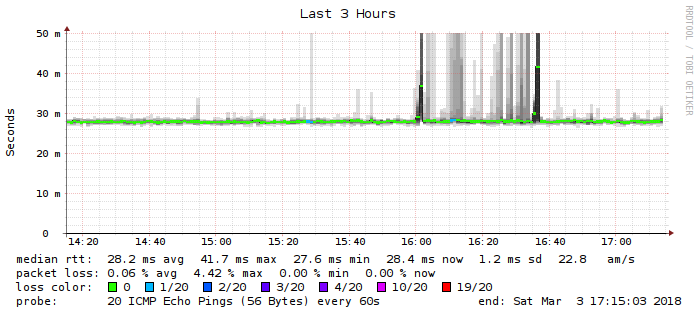 Last 3 Hours
RRDTOOL / TOBI OETIKER
Seconds
50 m
40 m
30 m
20 m
10 m
0
14:20 14:40 15:00 15:20 15:40 16:00 16:20 16:40 17:00
median rtt: 28.2 ms avg 41.7 ms max 27.6 ms min 28.4 ms now 1.2 ms sd 22.8 am/s
packet loss: 0.06 % avg 4.42 % max 0.00 % min 0.00 % now
loss color: 0 1/20 2/20 3/20 4/20 10/20 19/20
probe: 20 ICMP Echo Pings (56 Bytes) every 60s end: Sat Mar 3 17:15:03 2018